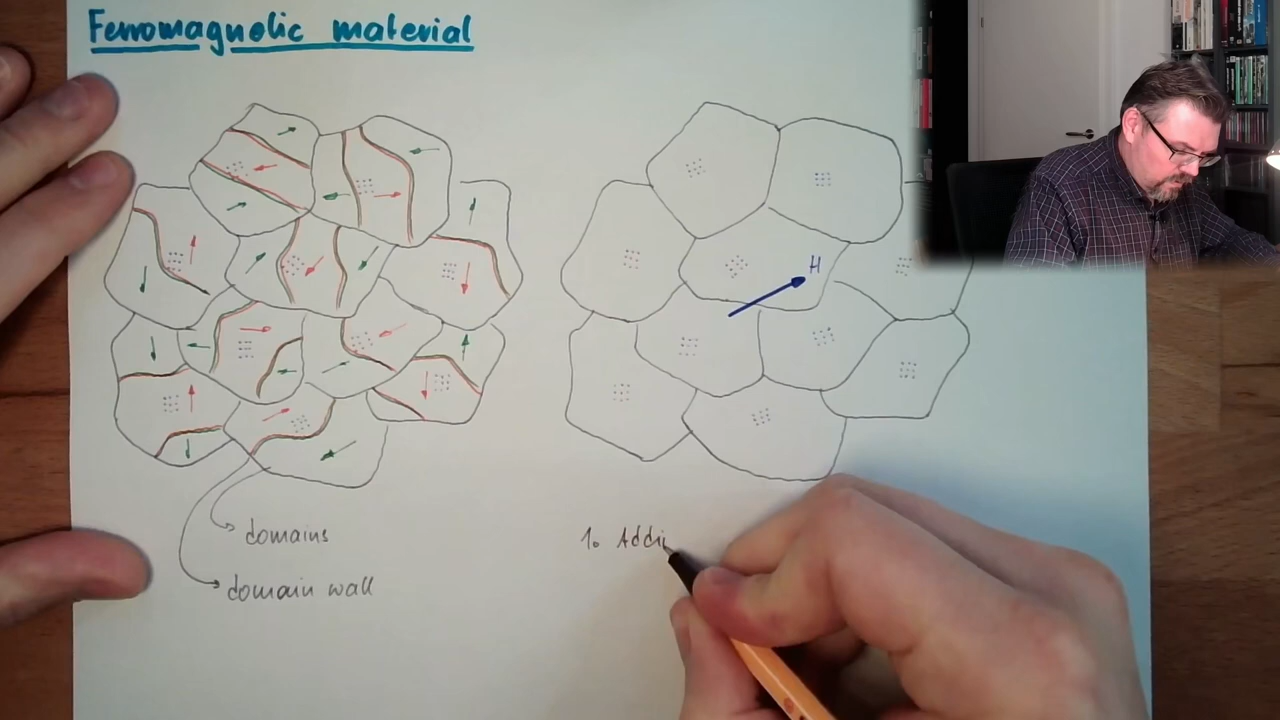 Ferromagnetic material
H
domains
domain wall
1. Addi